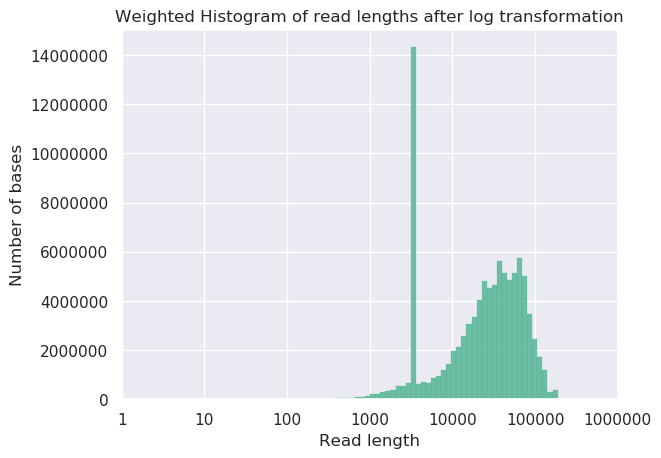 Weighted Histogram of read lengths after log transformation
14000000
12000000
10000000
8000000
6000000
4000000
2000000
0
Number of bases
1 10 100 1000 10000 100000 1000000
Read length